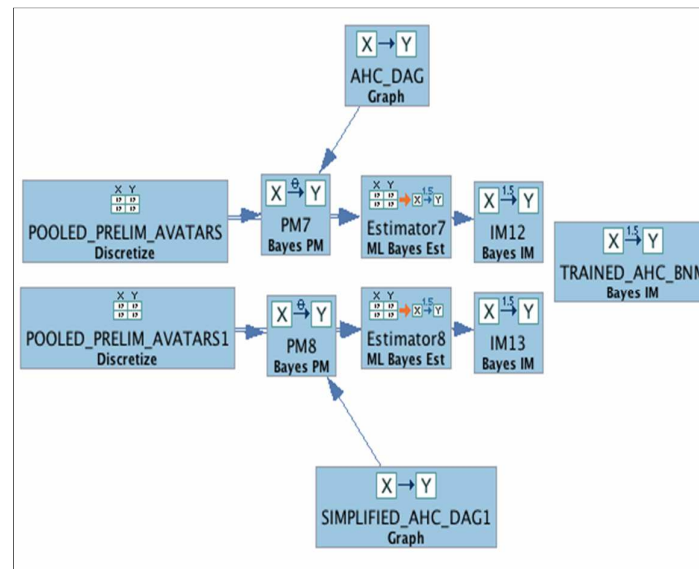 X → Y
AHC_DAG
Graph
X Y
POOLED_PRELIM_AVATARS
Discretize
X θ→ Y
PM7
Bayes PM
X Y
X 1.5→ Y
Estimator7
ML Bayes Est
X 1.5→ Y
IM12
Bayes IM
X 1.5→ Y
TRAINED_AHC_BNM
Bayes IM
X Y
POOLED_PRELIM_AVATARS1
Discretize
X θ→ Y
PM8
Bayes PM
X Y
X 1.5→ Y
Estimator8
ML Bayes Est
X 1.5→ Y
IM13
Bayes IM
X → Y
SIMPLIFIED_AHC_DAG1
Graph